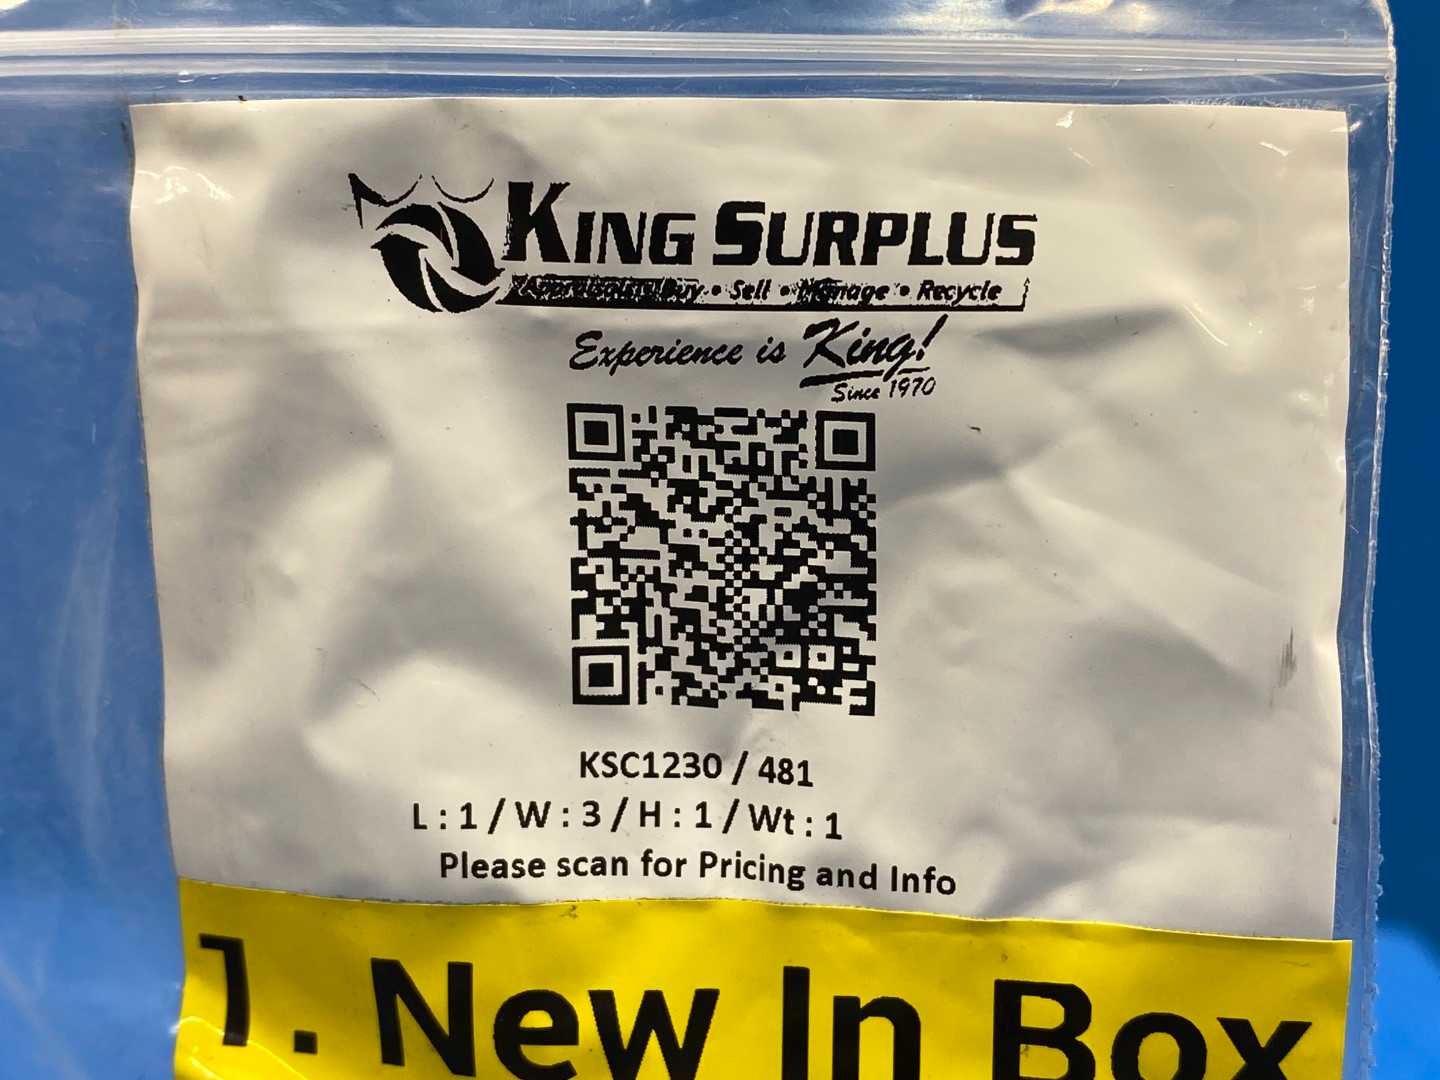 KING SURPLUS
Buy • Sell • Manage • Recycle
Experience is King!
Since 1970
KSC1230 / 481
L : 1 / W : 3 / H : 1 / Wt : 1
Please scan for Pricing and Info
1. New In Box